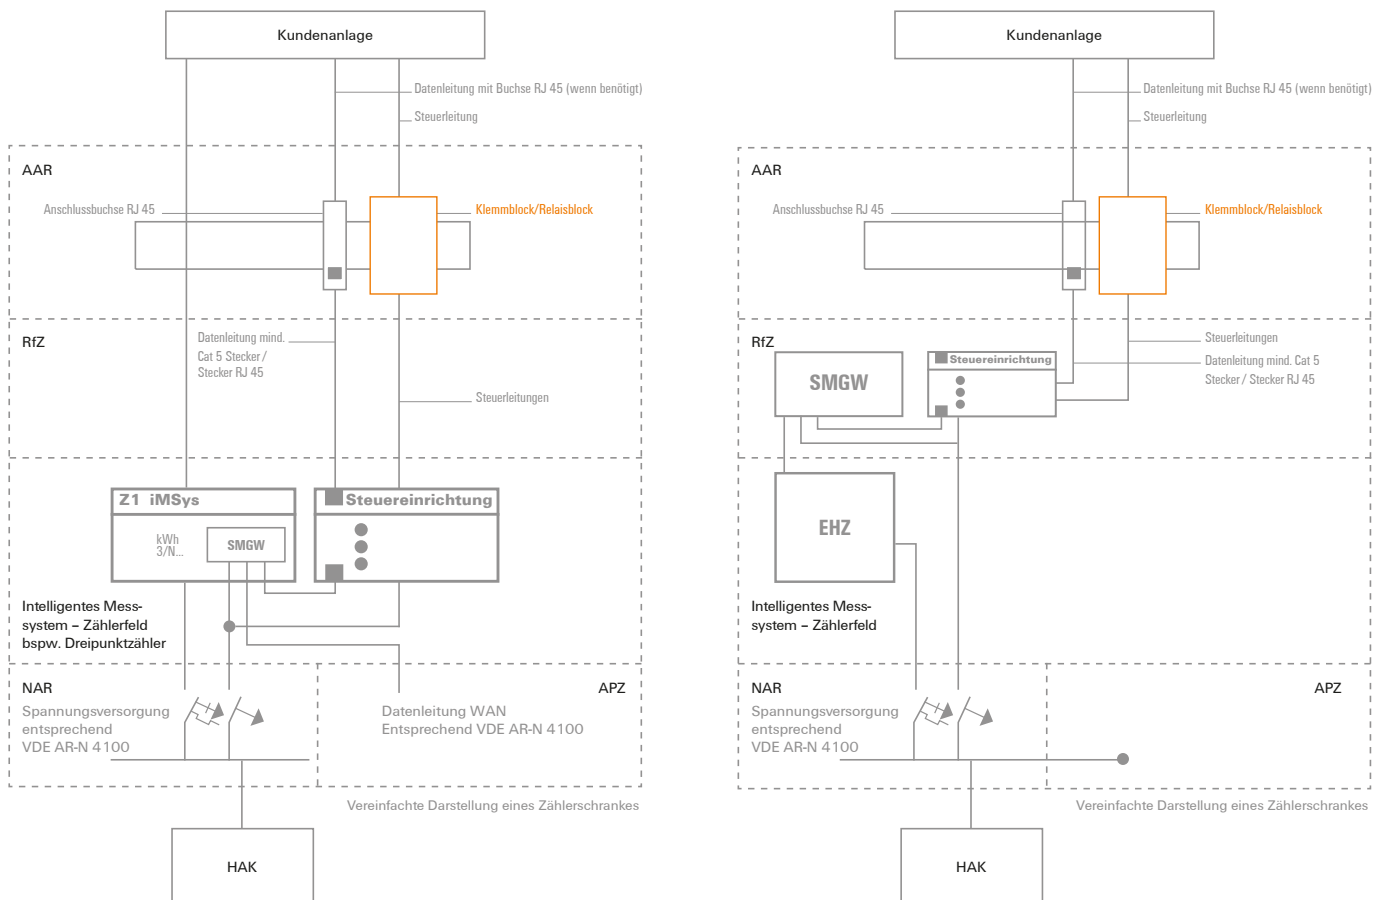 Kundenanlage
Datenleitung mit Buchse RJ 45 (wenn benötigt)
Steuerleitung
AAR
Anschlussbuchse RJ 45
Klemmblock/Relaisblock
RfZ
Datenleitung mind.
Cat 5 Stecker /
Stecker RJ 45
Steuerleitungen
Z1 iMSys
kWh
3/N...
SMGW
Steuereinrichtung
Intelligentes Mess-
system – Zählerfeld
bspw. Dreipunktzähler
NAR
Spannungsversorgung
entsprechend
VDE AR-N 4100
APZ
Datenleitung WAN
Entsprechend VDE AR-N 4100
Vereinfachte Darstellung eines Zählerschrankes
HAK
Kundenanlage
Datenleitung mit Buchse RJ 45 (wenn benötigt)
Steuerleitung
AAR
Anschlussbuchse RJ 45
Klemmblock/Relaisblock
RfZ
SMGW
Steuereinrichtung
Steuerleitungen
Datenleitung mind. Cat 5
Stecker / Stecker RJ 45
EHZ
Intelligentes Mess-
system – Zählerfeld
NAR
Spannungsversorgung
entsprechend
VDE AR-N 4100
APZ
Vereinfachte Darstellung eines Zählerschrankes
HAK